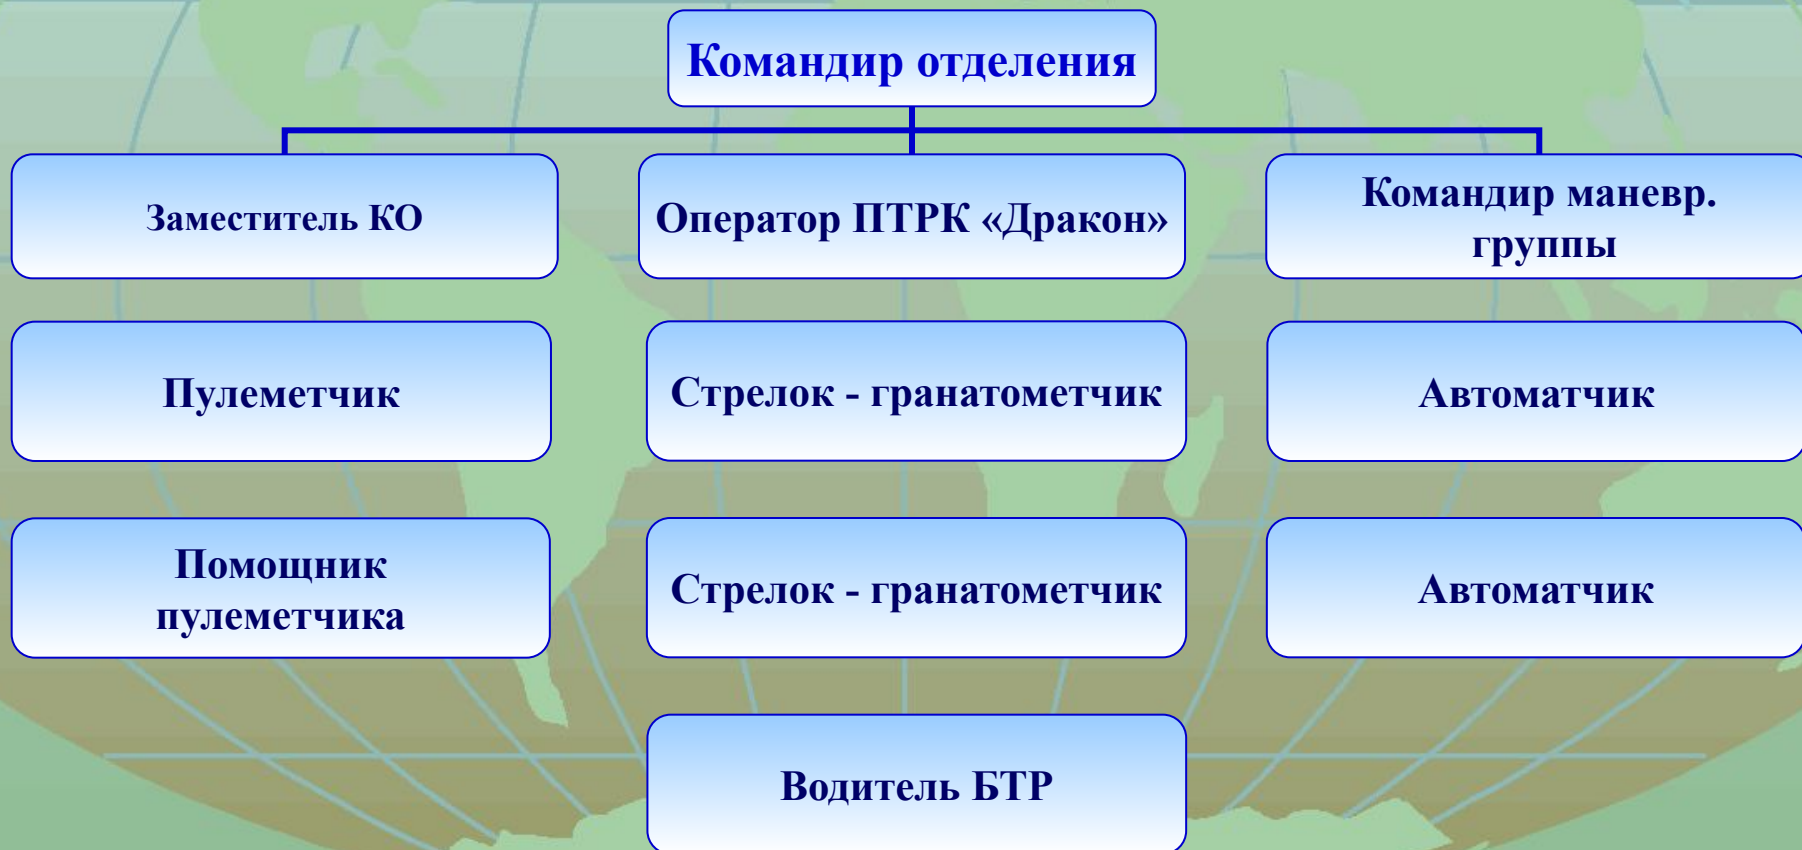 Командир отделения
Заместитель КО
Оператор ПТРК «Дракон»
Командир маневр.
группы
Пулеметчик
Стрелок - гранатометчик
Автоматчик
Помощник
пулеметчика
Стрелок - гранатометчик
Автоматчик
Водитель БТР